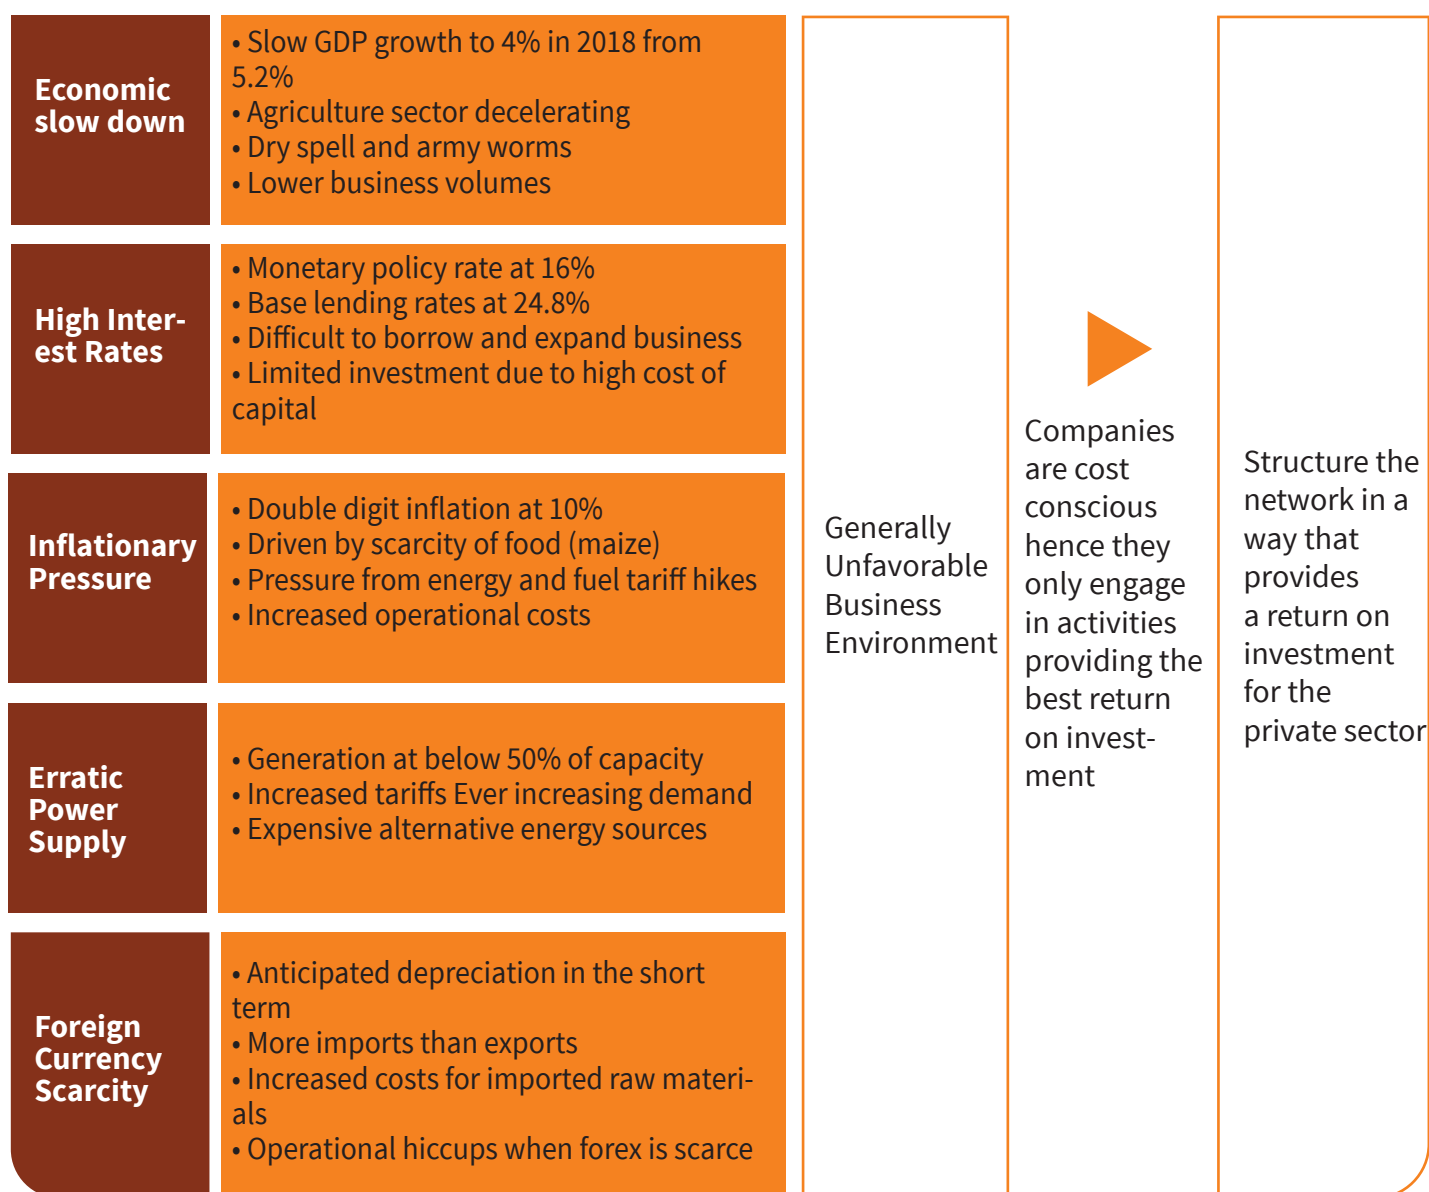 Economic
slow down
• Slow GDP growth to 4% in 2018 from
5.2%
• Agriculture sector decelerating
• Dry spell and army worms
• Lower business volumes
High Inter-
est Rates
• Monetary policy rate at 16%
• Base lending rates at 24.8%
• Difficult to borrow and expand business
• Limited investment due to high cost of
capital
Inflationary
Pressure
• Double digit inflation at 10%
• Driven by scarcity of food (maize)
• Pressure from energy and fuel tariff hikes
• Increased operational costs
Erratic
Power
Supply
• Generation at below 50% of capacity
• Increased tariffs Ever increasing demand
• Expensive alternative energy sources
Foreign
Currency
Scarcity
• Anticipated depreciation in the short
term
• More imports than exports
• Increased costs for imported raw materi-
als
• Operational hiccups when forex is scarce
Generally
Unfavorable
Business
Environment
Companies
are cost
conscious
hence they
only engage
in activities
providing the
best return
on invest-
ment
Structure the
network in a
way that
provides
a return on
investment
for the
private sector